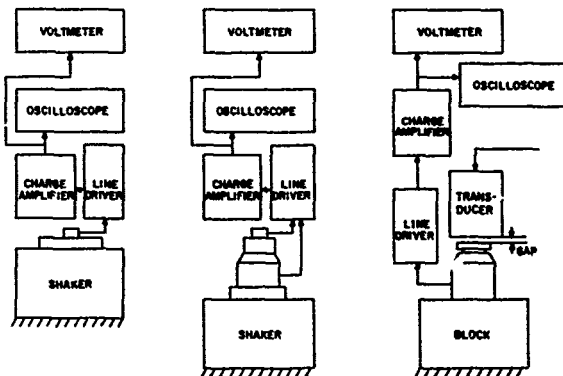 VOLTMETER
OSCILLOSCOPE
CHARGE
AMPLIFIER
LINE
DRIVER
SHAKER
VOLTMETER
OSCILLOSCOPE
CHARGE
AMPLIFIER
LINE
DRIVER
SHAKER
VOLTMETER
OSCILLOSCOPE
CHARGE
AMPLIFIER
TRANS-
DUCER
LINE
DRIVER
GAP
BLOCK